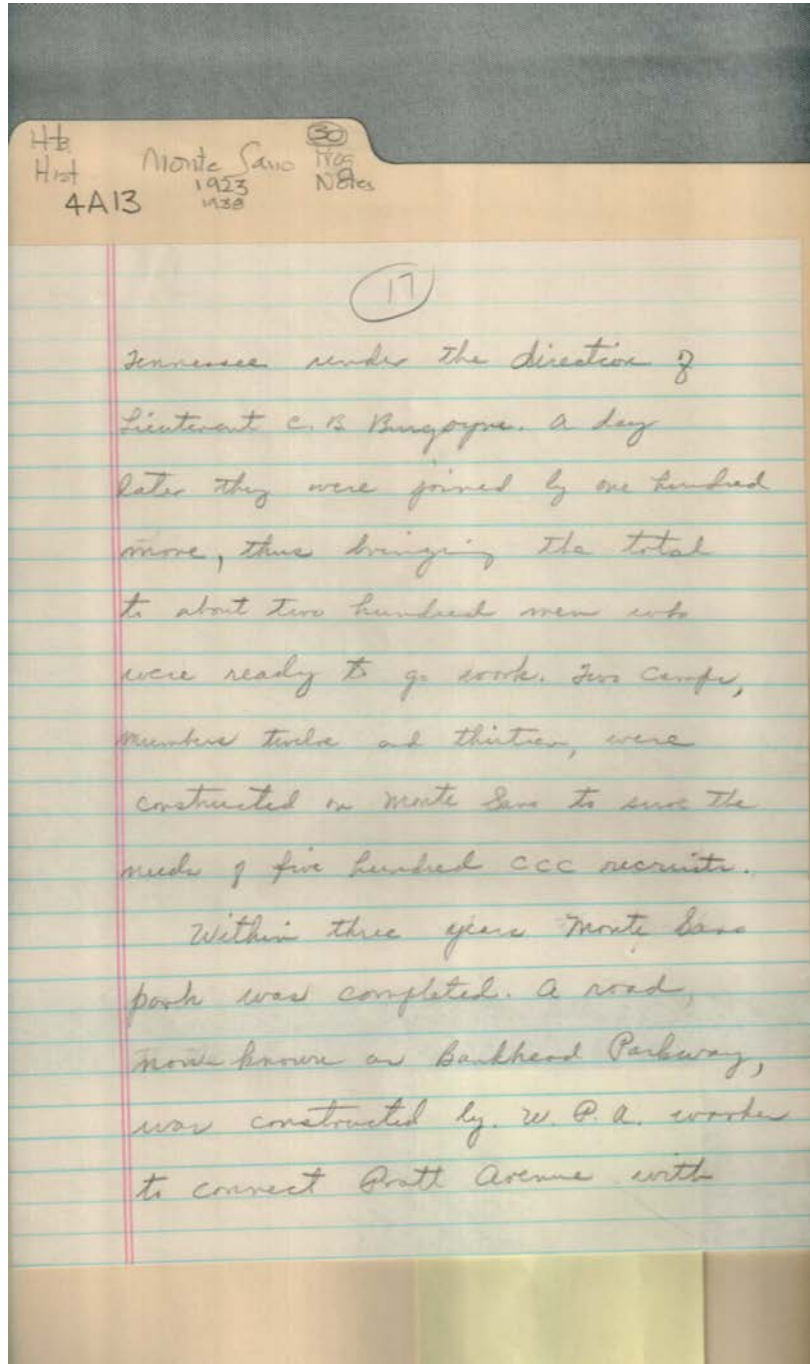 Htb
Hist
4A13
Monte Sano
1923
1938
30
Prog
Notes
17
Tennessee under the direction of
Lieutenant C. B Burgoyne. A day
later they were joined by one hundred
more, thus bringing the total
to about two hundred men who
were ready to go work. Two Camps,
numbers twelve and thirteen, were
constructed on Monte Sano to serve the
needs of five hundred CCC recruits.
Within three years Monte Sano
park was completed. A road,
now known as Bankhead Parkway,
was constructed by. W. P. A. worker
to connect Pratt Avenue with